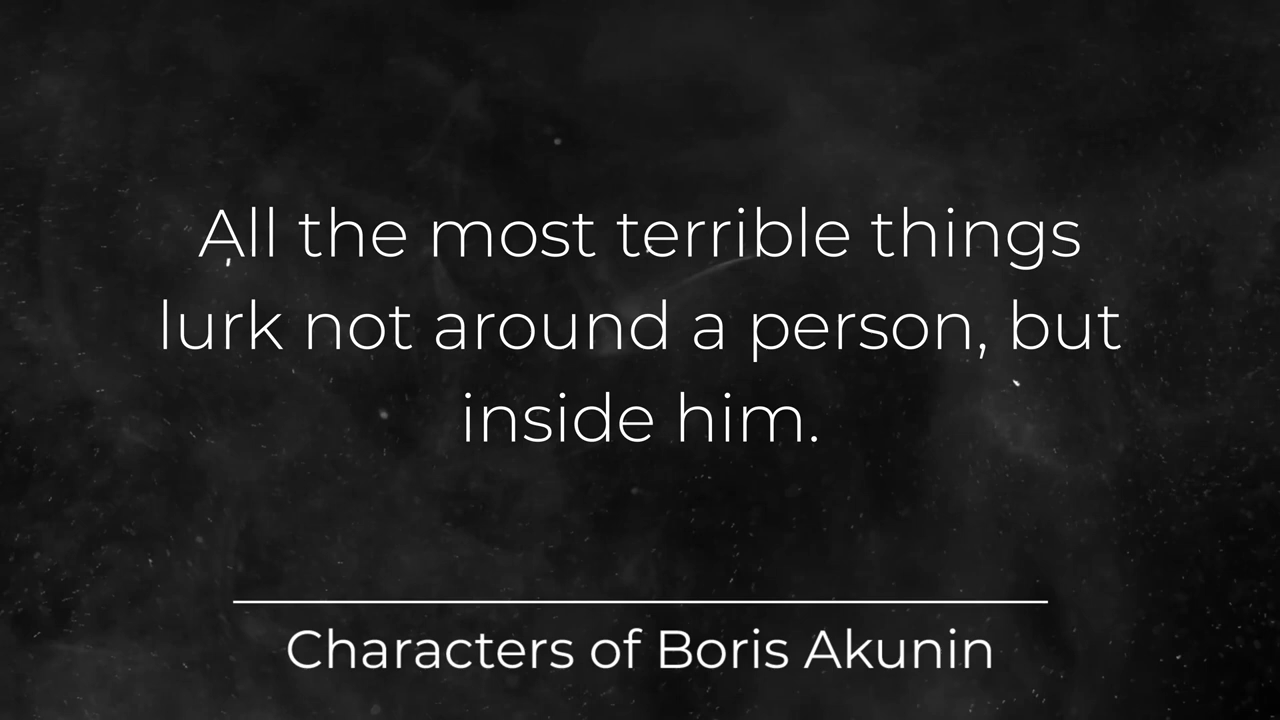 All the most terrible things
lurk not around a person, but
inside him.
Characters of Boris Akunin